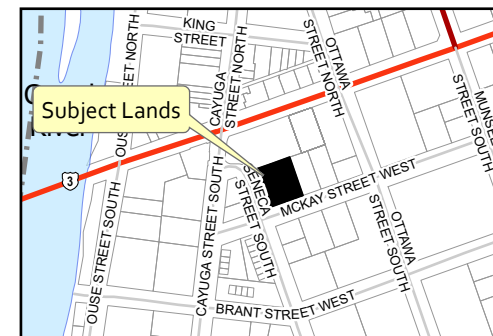 KING
STREET
OUSE STREET NORTH
CAYUGA
STREET NORTH
OTTAWA
STREET NORTH
River
Subject Lands
3
SENECA
STREET SOUTH
MCKAY STREET WEST
OUSE STREET SOUTH
CAYUGA STREET SOUTH
OTTAWA
STREET SOUTH
STREET SOUTH
BRANT STREET WEST